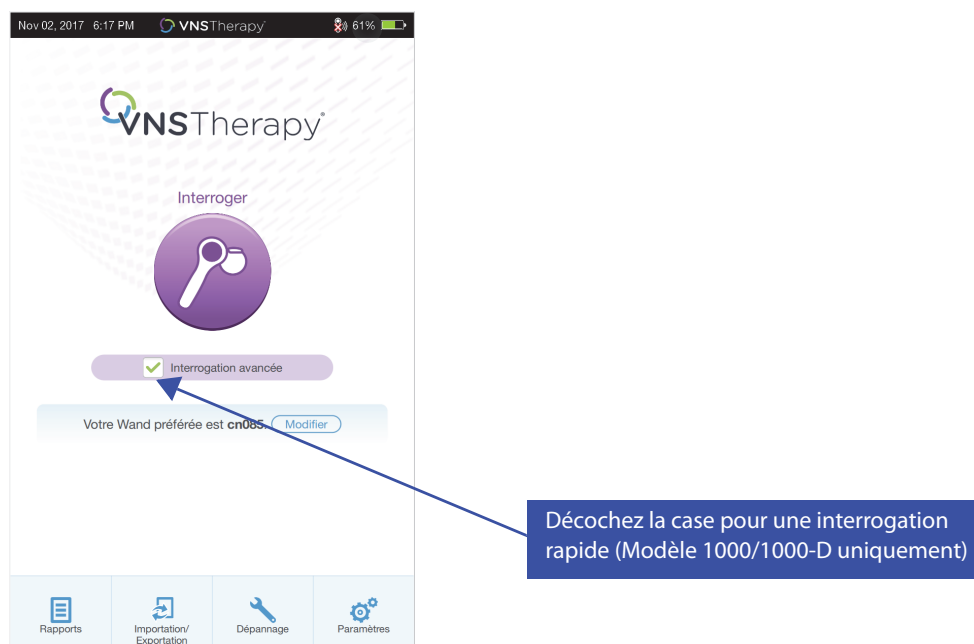 Nov 02, 2017 6:17 PM VNSTherapy® 61%
VNSTherapy®
Interroger
Interrogation avancée
Votre Wand préférée est cn085. Modifier
Décochez la case pour une interrogation
rapide (Modèle 1000/1000-D uniquement)
Rapports
Importation/
Exportation
Dépannage
Paramètres